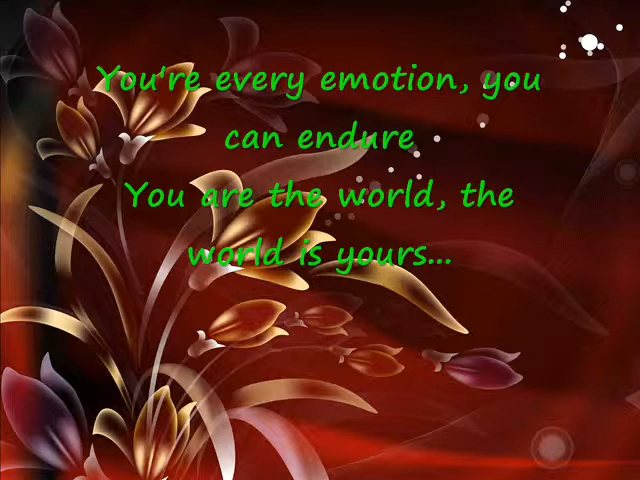 You're every emotion, you
can endure
You are the world, the
world is yours...